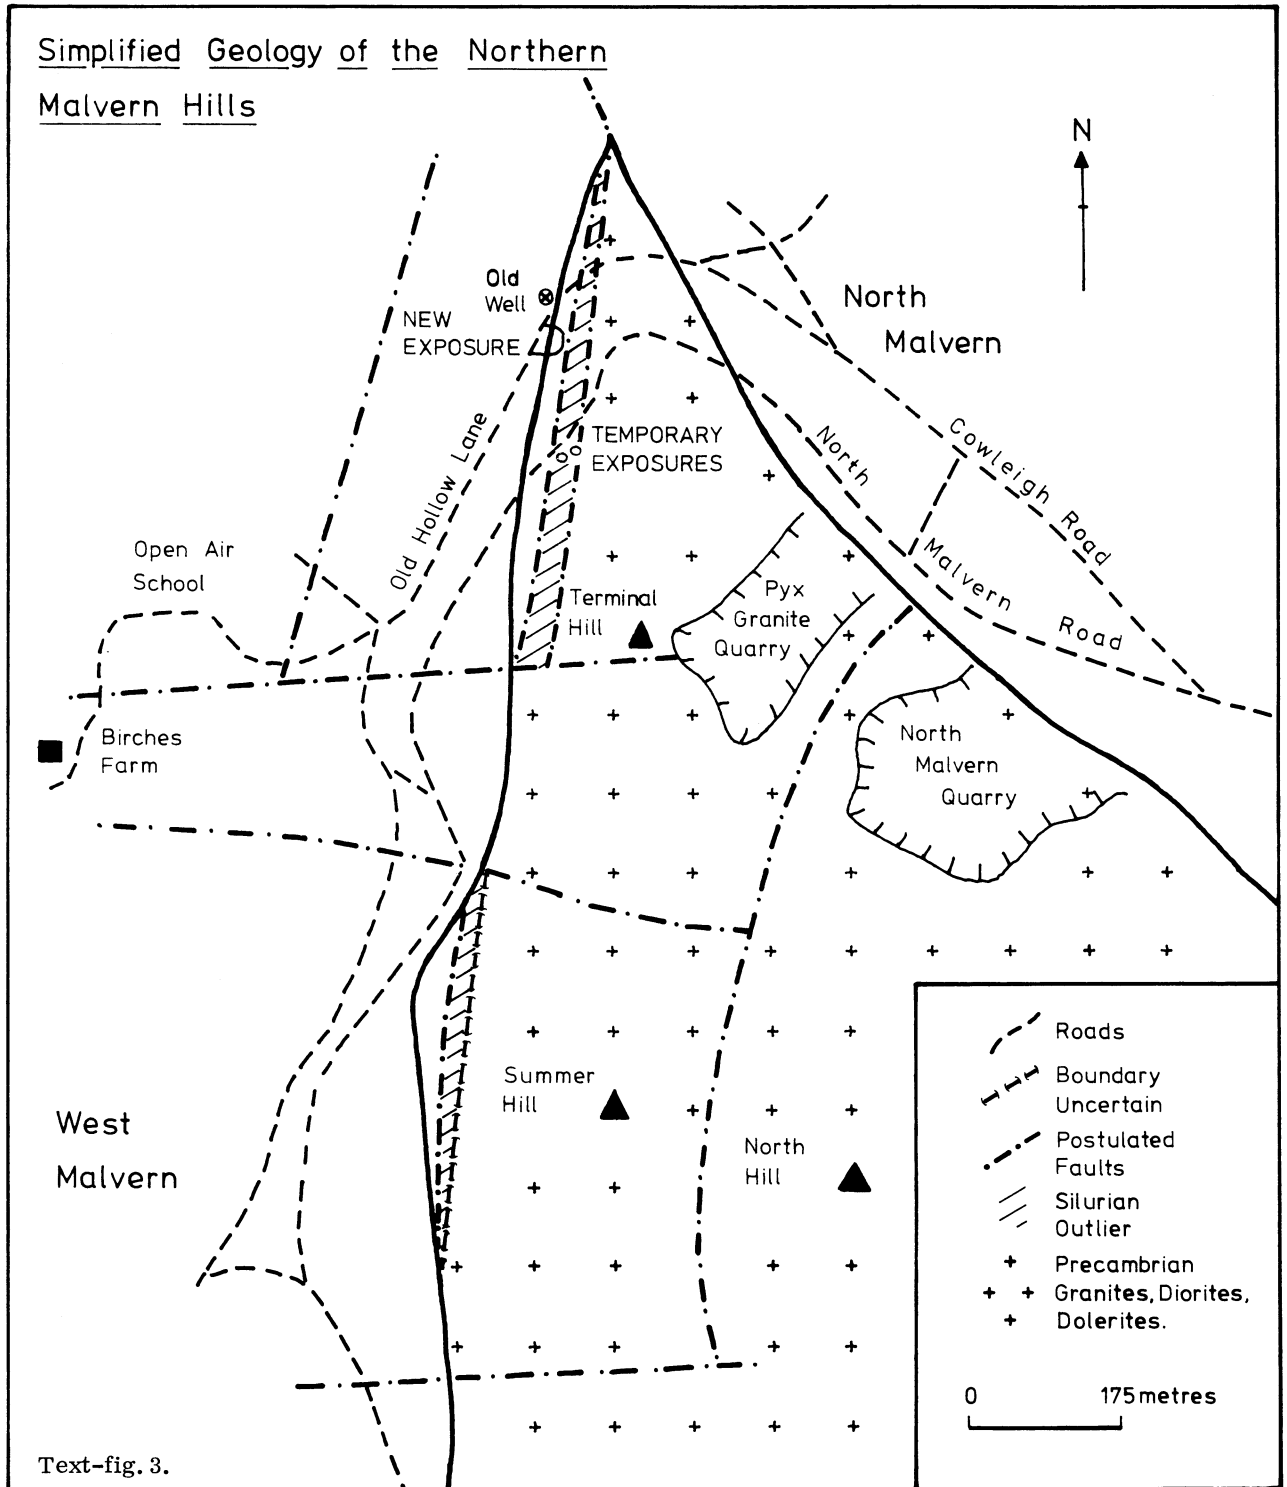 Simplified Geology of the Northern
Malvern Hills
N
Old
Well
NEW
EXPOSURE
North
Malvern
TEMPORARY
EXPOSURES
Old Hollow Lane
North Malvern Road
Cowleigh Road
Open Air
School
Terminal
Hill
Pyx
Granite
Quarry
Birches
Farm
North
Malvern
Quarry
Summer
Hill
North
Hill
West
Malvern
Roads
Boundary
Uncertain
Postulated
Faults
Silurian
Outlier
Precambrian
Granites, Diorites,
Dolerites.
0 175 metres
Text-fig. 3.